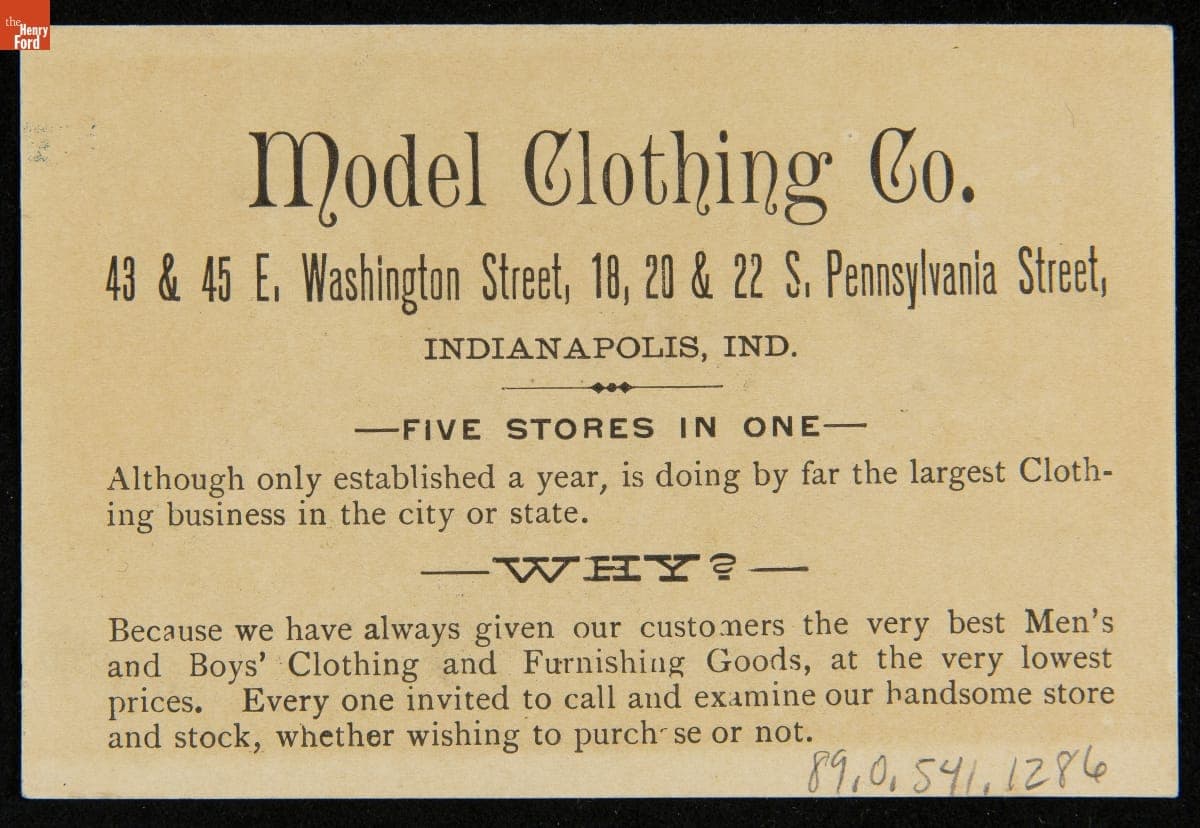 the
Henry
Ford
Model Clothing Co.
43 & 45 E. Washington Street, 18, 20 & 22 S. Pennsylvania Street,
INDIANAPOLIS, IND.
—FIVE STORES IN ONE—
Although only established a year, is doing by far the largest Cloth-
ing business in the city or state.
—WHY?—
Because we have always given our customers the very best Men's
and Boys' Clothing and Furnishing Goods, at the very lowest
prices. Every one invited to call and examine our handsome store
and stock, whether wishing to purch se or not.
89.0.541.1286